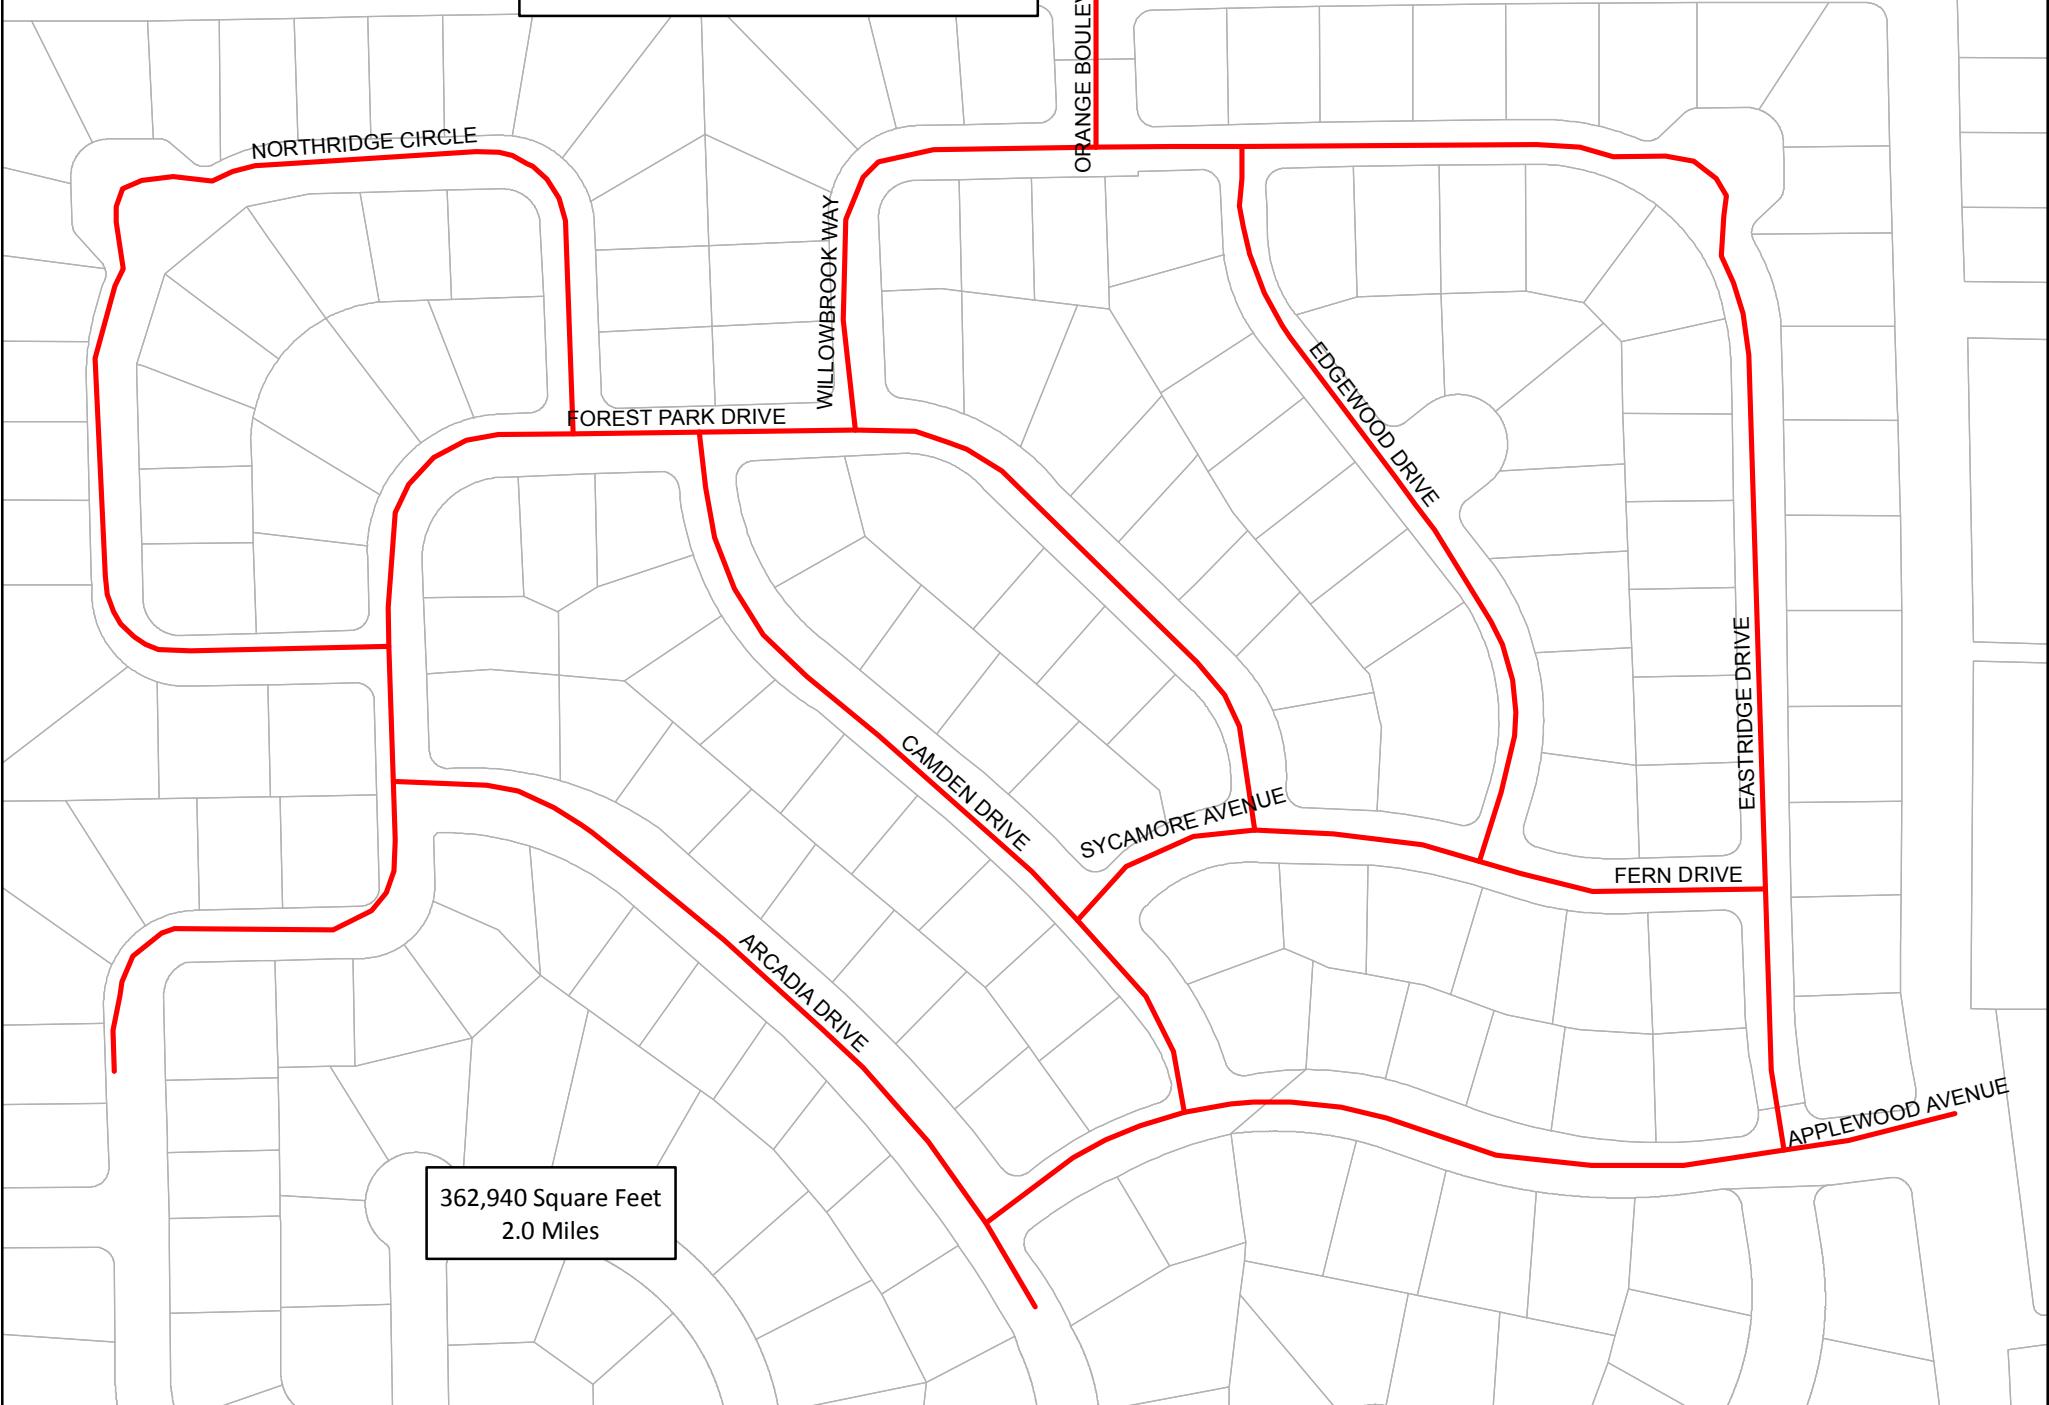 ORANGE
NORTHRIDGE CIRCLE
WILLOWBROOK WAY
FOREST PARK DRIVE
EDGEWOOD DRIVE
EASTRIDGE DRIVE
CAMDEN DRIVE
SYCAMORE AVENUE
FERN DRIVE
ARCADIA DRIVE
APPLEWOOD AVENUE
362,940 Square Feet
2.0 Miles